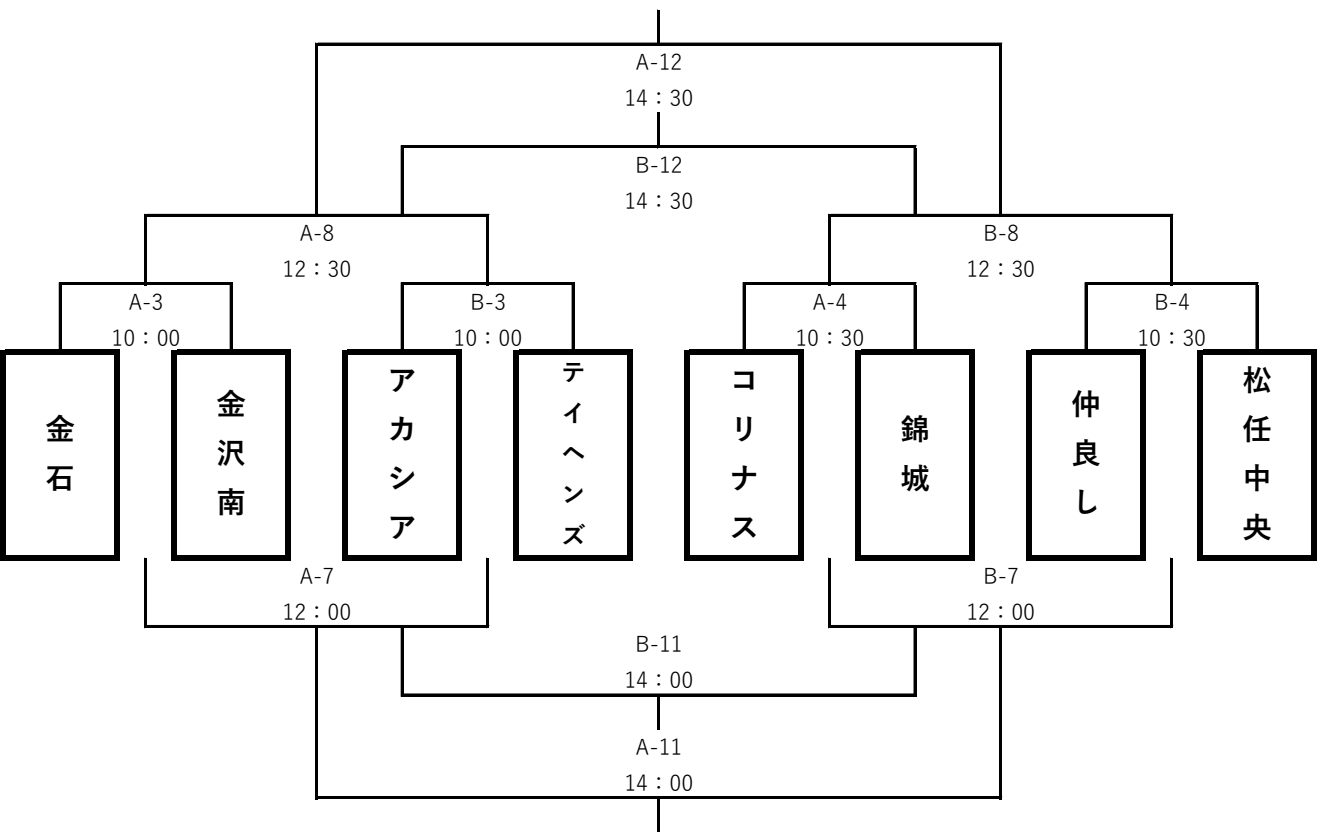 A-12
14：30
B-12
14：30
A-8
12：30
B-8
12：30
A-3
10：00
B-3
10：00
A-4
10：30
B-4
10：30
金石
金沢南
アカシア
テイヘンズ
コリナス
錦城
仲良し
松任中央
A-7
12：00
B-7
12：00
B-11
14：00
A-11
14：00